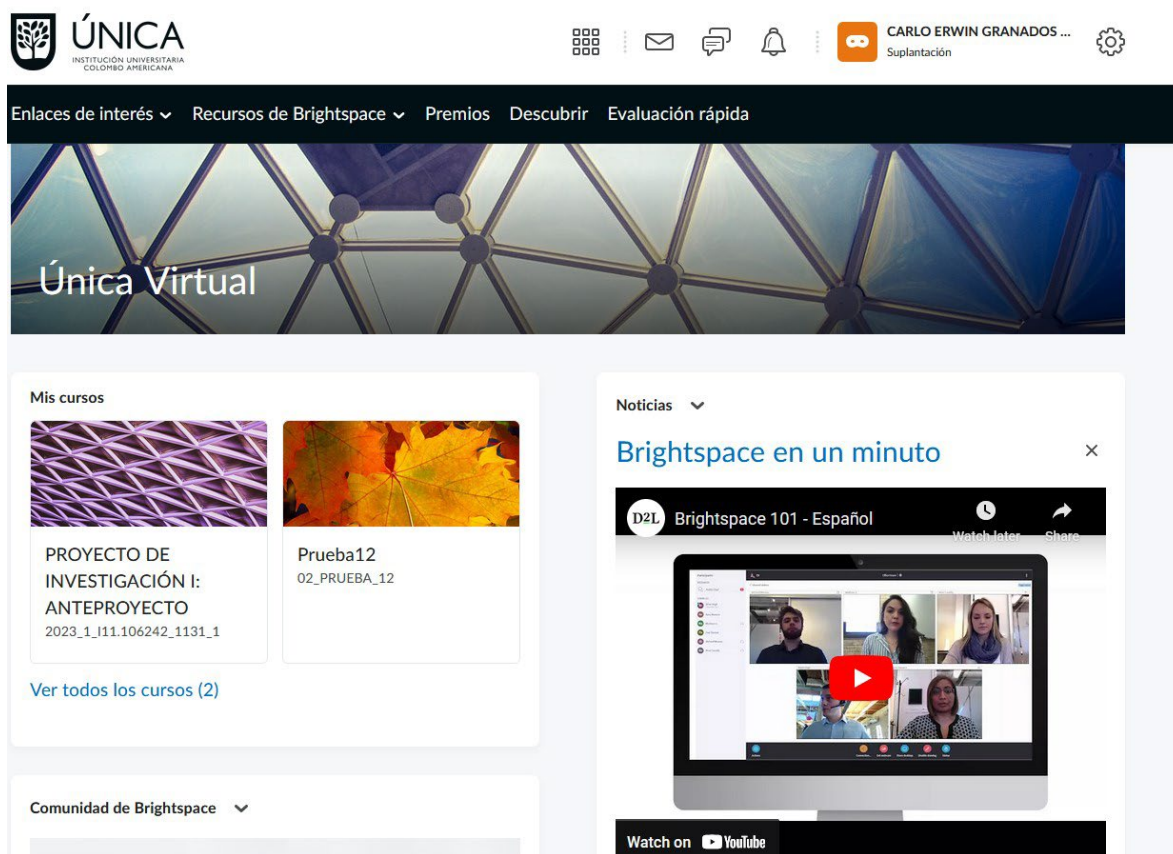 ÚNICA
INSTITUCIÓN UNIVERSITARIA
COLOMBO AMERICANA
CARLO ERWIN GRANADOS ...
Suplantación
Enlaces de interés Recursos de Brightspace Premios Descubrir Evaluación rápida
Única Virtual
Mis cursos
PROYECTO DE
INVESTIGACIÓN I:
ANTEPROYECTO
2023_1_I11.106242_1131_1
Prueba12
02_PRUEBA_12
Ver todos los cursos (2)
Comunidad de Brightspace
Noticias
Brightspace en un minuto
D2L Brightspace 101 - Español
Watch later Share
Watch on YouTube